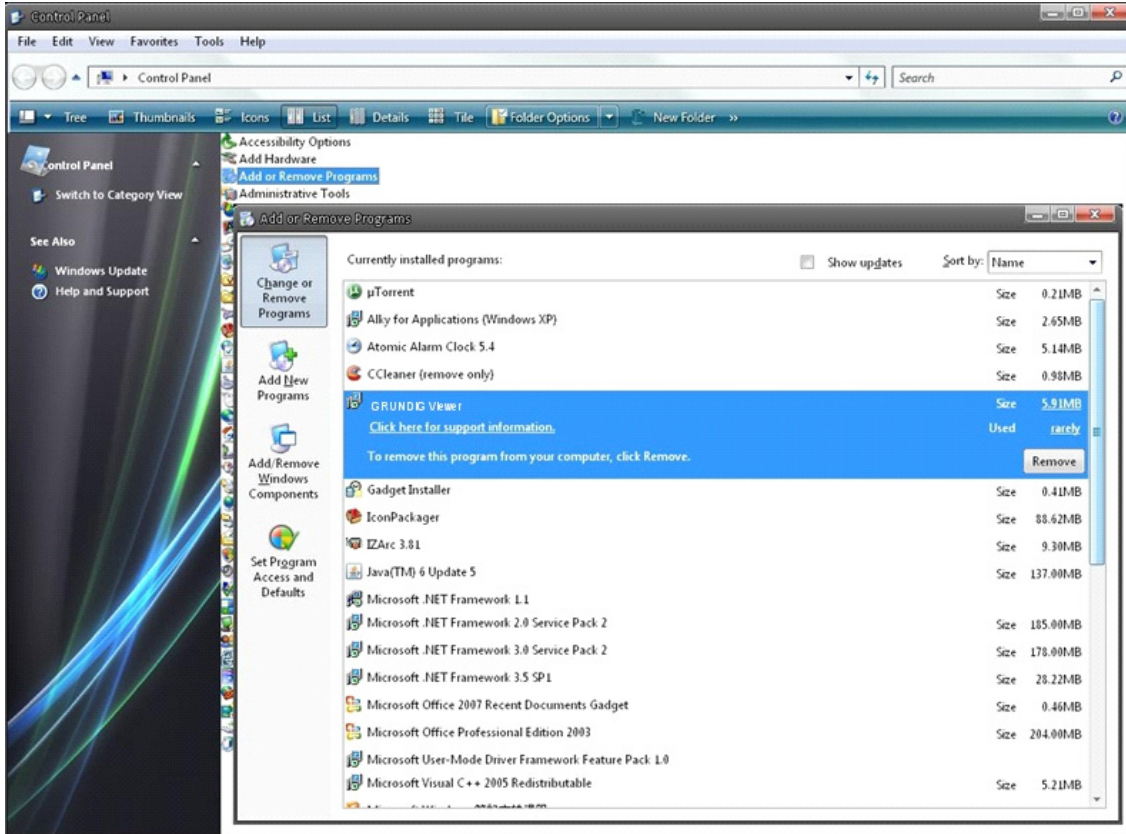 Control Panel
File Edit View Favorites Tools Help
Control Panel
Search
Tree Thumbnails Icons List Details Tile Folder Options New Folder »
Control Panel
Switch to Category View
See Also
Windows Update
Help and Support
Accessibility Options
Add Hardware
Add or Remove Programs
Administrative Tools
Add or Remove Programs
Change or
Remove
Programs
Add New
Programs
Add/Remove
Windows
Components
Set Program
Access and
Defaults
Currently installed programs:
Show updates
Sort by: Name
µTorrent Size 0.21MB
Alky for Applications (Windows XP) Size 2.65MB
Atomic Alarm Clock 5.4 Size 5.14MB
CCleaner (remove only) Size 0.98MB
GRUNDIG Viewer Size 5.91MB
Click here for support information. Used rarely
To remove this program from your computer, click Remove. Remove
Gadget Installer Size 0.41MB
IconPackager Size 88.62MB
IZArc 3.81 Size 9.30MB
Java(TM) 6 Update 5 Size 137.00MB
Microsoft .NET Framework 1.1
Microsoft .NET Framework 2.0 Service Pack 2 Size 185.00MB
Microsoft .NET Framework 3.0 Service Pack 2 Size 178.00MB
Microsoft .NET Framework 3.5 SP1 Size 28.22MB
Microsoft Office 2007 Recent Documents Gadget Size 0.46MB
Microsoft Office Professional Edition 2003 Size 204.00MB
Microsoft User-Mode Driver Framework Feature Pack 1.0
Microsoft Visual C++ 2005 Redistributable Size 5.21MB